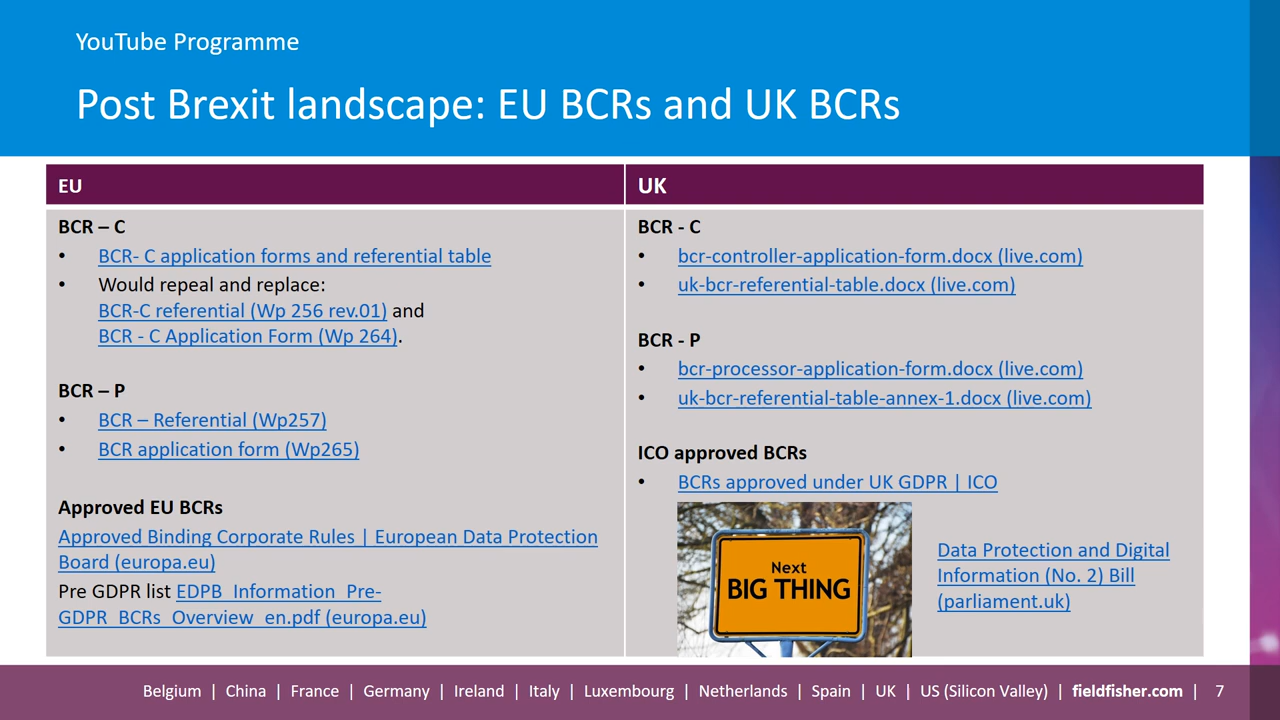 YouTube Programme
Post Brexit landscape: EU BCRs and UK BCRs
EU
BCR – C
• BCR- C application forms and referential table
• Would repeal and replace:
BCR-C referential (Wp 256 rev.01) and
BCR - C Application Form (Wp 264).
BCR – P
• BCR – Referential (Wp257)
• BCR application form (Wp265)
Approved EU BCRs
Approved Binding Corporate Rules | European Data Protection
Board (europa.eu)
Pre GDPR list EDPB_Information_Pre-
GDPR_BCRs_Overview_en.pdf (europa.eu)
UK
BCR - C
• bcr-controller-application-form.docx (live.com)
• uk-bcr-referential-table.docx (live.com)
BCR - P
• bcr-processor-application-form.docx (live.com)
• uk-bcr-referential-table-annex-1.docx (live.com)
ICO approved BCRs
• BCRs approved under UK GDPR | ICO
Next
BIG THING
Data Protection and Digital
Information (No. 2) Bill
(parliament.uk)
Belgium | China | France | Germany | Ireland | Italy | Luxembourg | Netherlands | Spain | UK | US (Silicon Valley) | fieldfisher.com | 7